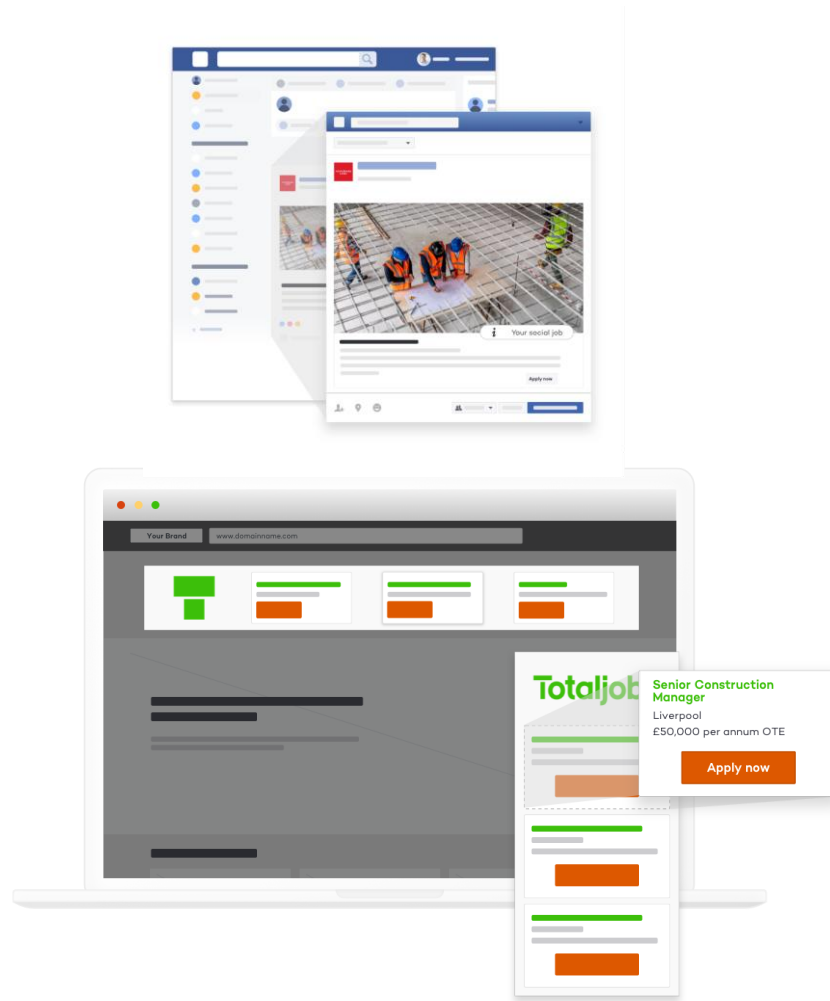 Your social job
Apply now
Your Brand
www.domainname.com
Totaljob
Senior Construction
Manager
Liverpool
£50,000 per annum OTE
Apply now